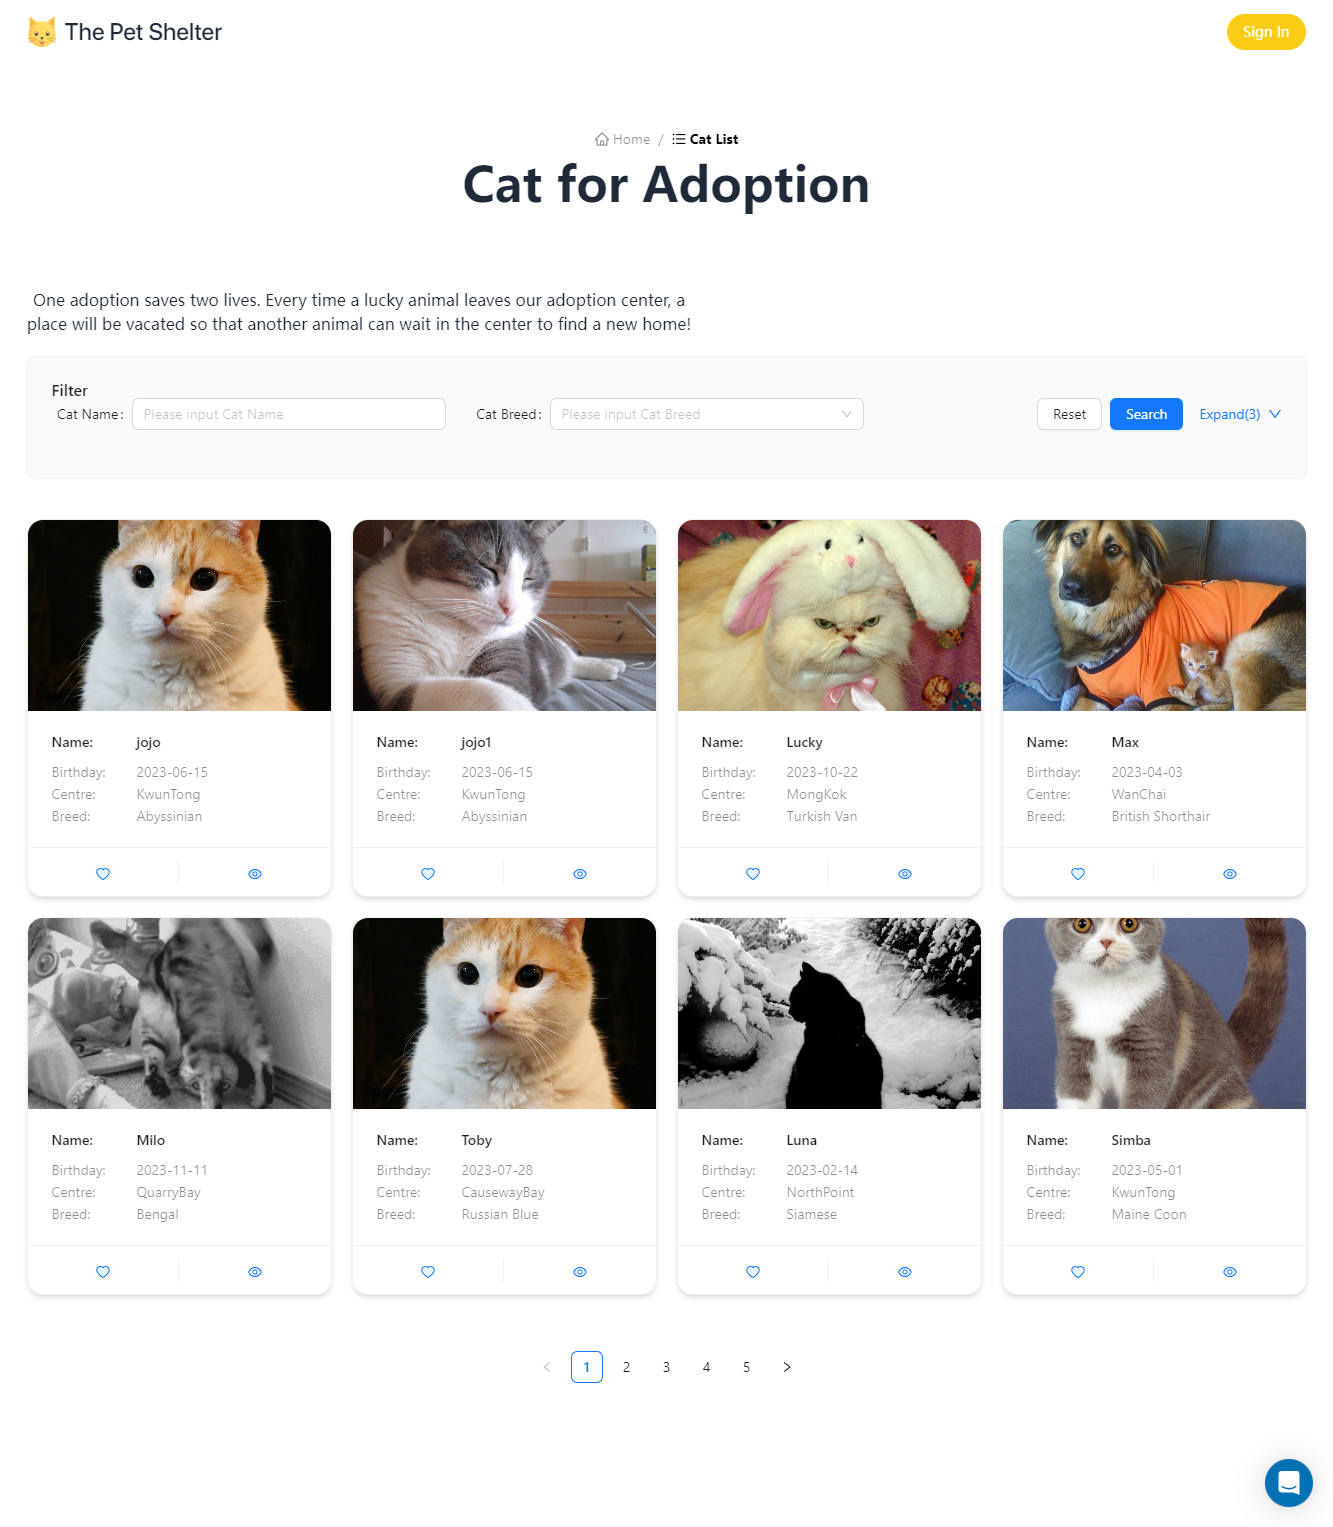 The Pet Shelter
Sign In
Home / Cat List
Cat for Adoption
One adoption saves two lives. Every time a lucky animal leaves our adoption center, a
place will be vacated so that another animal can wait in the center to find a new home!
Filter
Cat Name: Please input Cat Name Cat Breed: Please input Cat Breed Reset Search Expand(3)
Name: jojo
Birthday: 2023-06-15
Centre: KwunTong
Breed: Abyssinian
Name: jojo1
Birthday: 2023-06-15
Centre: KwunTong
Breed: Abyssinian
Name: Lucky
Birthday: 2023-10-22
Centre: MongKok
Breed: Turkish Van
Name: Max
Birthday: 2023-04-03
Centre: WanChai
Breed: British Shorthair
Name: Milo
Birthday: 2023-11-11
Centre: QuarryBay
Breed: Bengal
Name: Toby
Birthday: 2023-07-28
Centre: CausewayBay
Breed: Russian Blue
Name: Luna
Birthday: 2023-02-14
Centre: NorthPoint
Breed: Siamese
Name: Simba
Birthday: 2023-05-01
Centre: KwunTong
Breed: Maine Coon
1 2 3 4 5